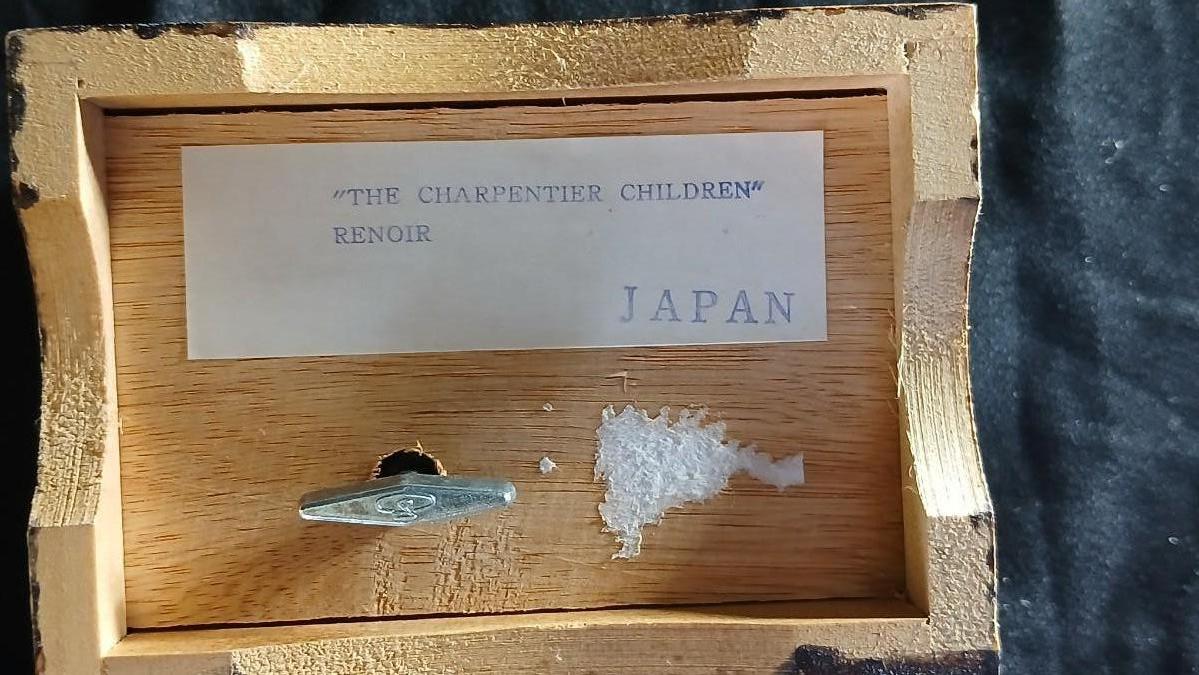 "THE CHARPENTIER CHILDREN"
RENOIR
JAPAN